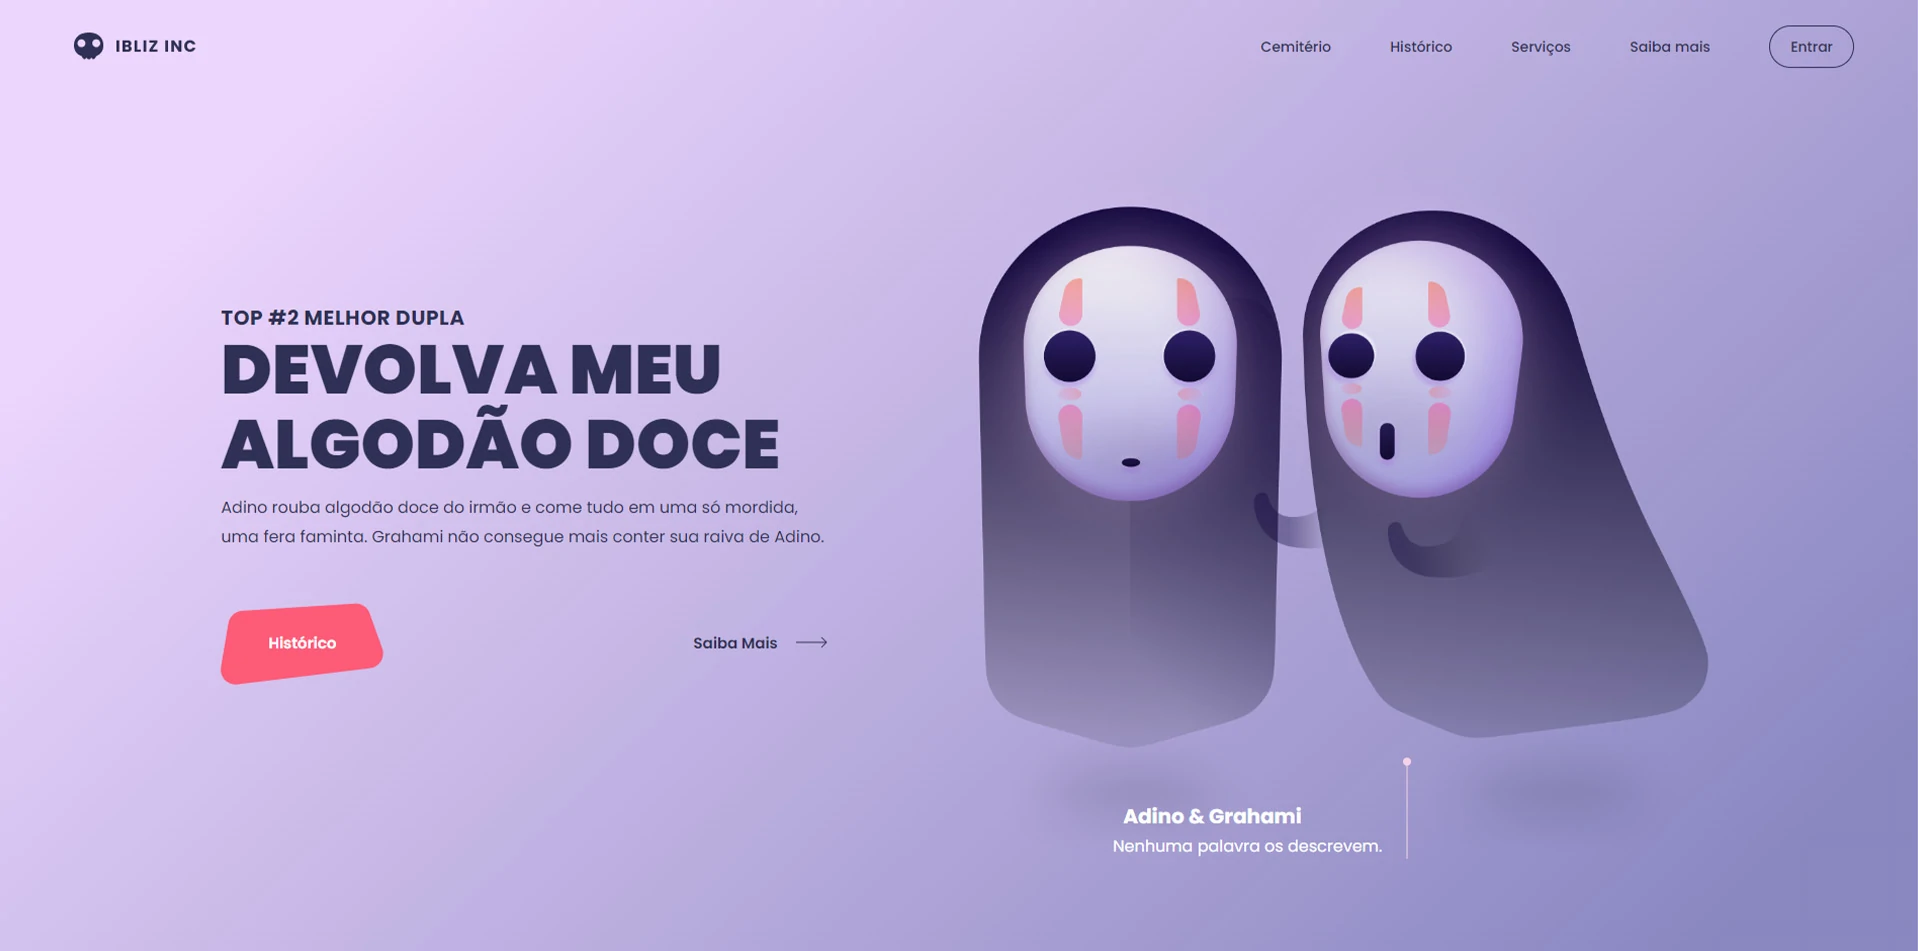 IBLIZ INC
Cemitério
Histórico
Serviços
Saiba mais
Entrar
TOP #2 MELHOR DUPLA
DEVOLVA MEU
ALGODÃO DOCE
Adino rouba algodão doce do irmão e come tudo em uma só mordida,
uma fera faminta. Grahami não consegue mais conter sua raiva de Adino.
Histórico
Saiba Mais
Adino & Grahami
Nenhuma palavra os descrevem.